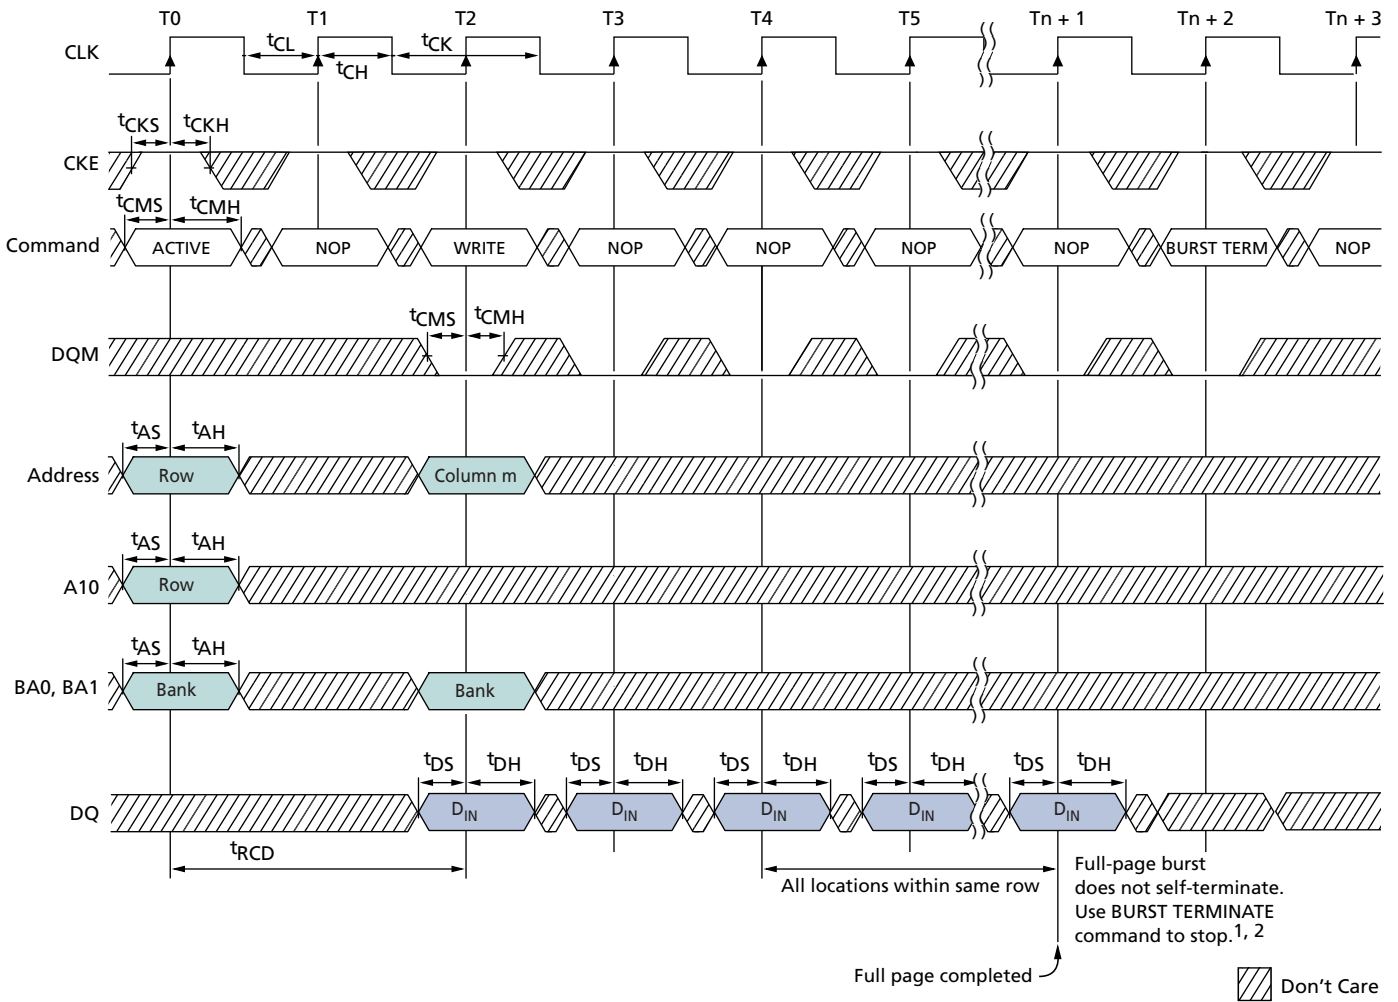 T0 T1 T2 T3 T4 T5 Tn + 1 Tn + 2 Tn + 3
CLK
tCL tCK
tCH
tCKS tCKH
CKE
tCMS tCMH
Command ACTIVE NOP WRITE NOP NOP NOP NOP BURST TERM NOP
tCMS tCMH
DQM
tAS tAH
Address Row Column m
tAS tAH
A10 Row
tAS tAH
BA0, BA1 Bank Bank
tDS tDH tDS tDH tDS tDH tDS tDH tDS tDH
DQ DIN DIN DIN DIN DIN
tRCD
All locations within same row
Full-page burst
does not self-terminate.
Use BURST TERMINATE
command to stop.1, 2
Full page completed
Don't Care